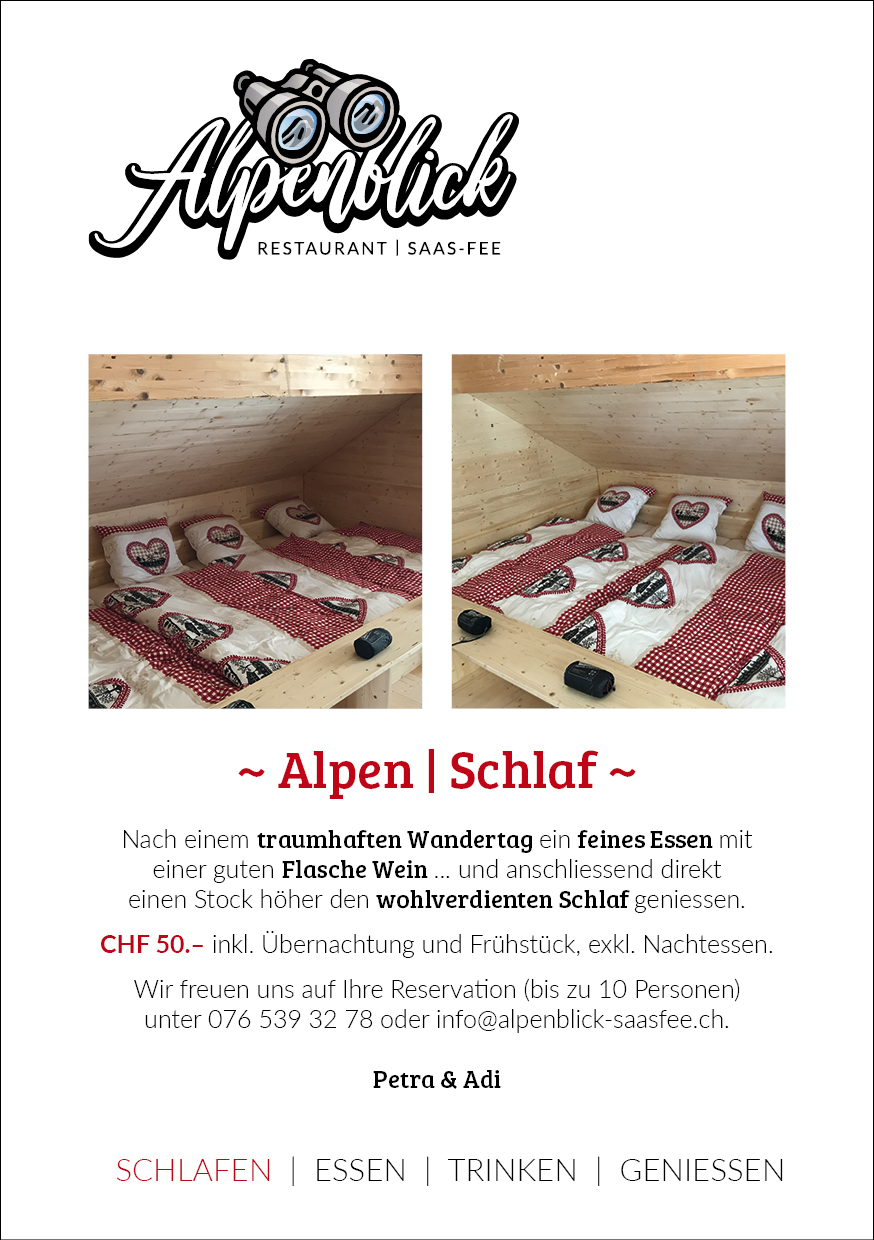 Alpenblick
RESTAURANT | SAAS-FEE
~ Alpen | Schlaf ~
Nach einem traumhaften Wandertag ein feines Essen mit
einer guten Flasche Wein ... und anschliessend direkt
einen Stock höher den wohlverdienten Schlaf geniessen.
CHF 50.– inkl. Übernachtung und Frühstück, exkl. Nachtessen.
Wir freuen uns auf Ihre Reservation (bis zu 10 Personen)
unter 076 539 32 78 oder info@alpenblick-saasfee.ch.
Petra & Adi
SCHLAFEN | ESSEN | TRINKEN | GENIESSEN